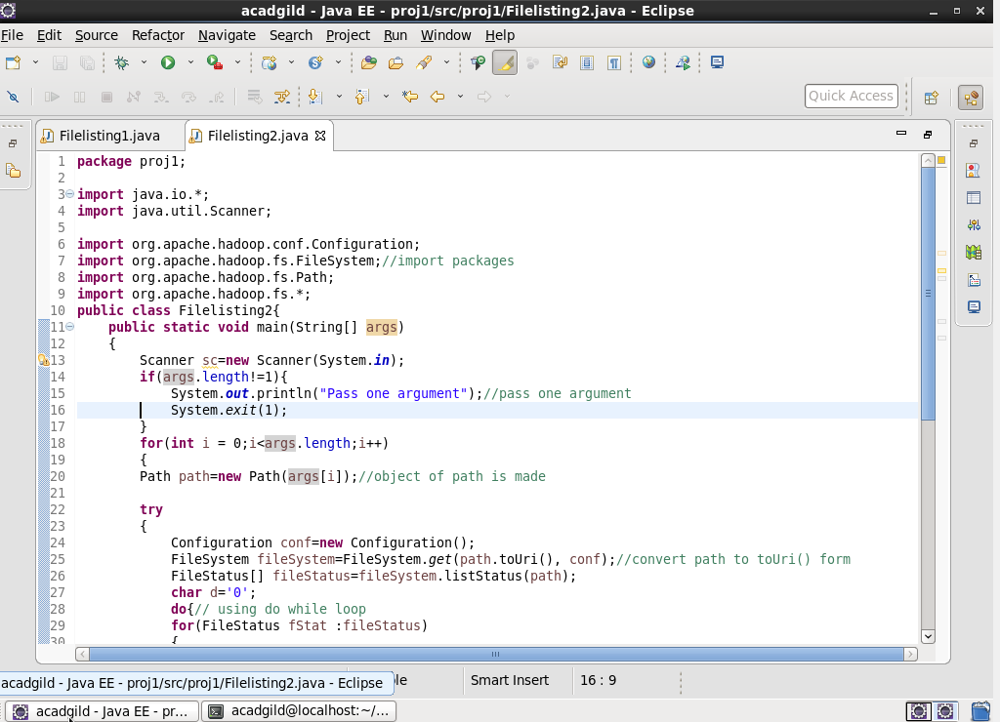 acadgild - Java EE - proj1/src/proj1/Filelisting2.java - Eclipse
File Edit Source Refactor Navigate Search Project Run Window Help
Quick Access
Filelisting1.java Filelisting2.java
1 package proj1;
2
3 import java.io.*;
4 import java.util.Scanner;
5
6 import org.apache.hadoop.conf.Configuration;
7 import org.apache.hadoop.fs.FileSystem;//import packages
8 import org.apache.hadoop.fs.Path;
9 import org.apache.hadoop.fs.*;
10 public class Filelisting2{
11 public static void main(String[] args)
12 {
13 Scanner sc=new Scanner(System.in);
14 if(args.length!=1){
15 System.out.println("Pass one argument");//pass one argument
16 System.exit(1);
17 }
18 for(int i = 0;i<args.length;i++)
19 {
20 Path path=new Path(args[i]);//object of path is made
21
22 try
23 {
24 Configuration conf=new Configuration();
25 FileSystem fileSystem=FileSystem.get(path.toUri(), conf);//convert path to toUri() form
26 FileStatus[] fileStatus=fileSystem.listStatus(path);
27 char d='0';
28 do{// using do while loop
29 for(FileStatus fStat :fileStatus)
30 {
acadgild - Java EE - proj1/src/proj1/Filelisting2.java - Eclipse Smart Insert 16 : 9
acadgild - Java EE - pr... acadgild@localhost:~/...